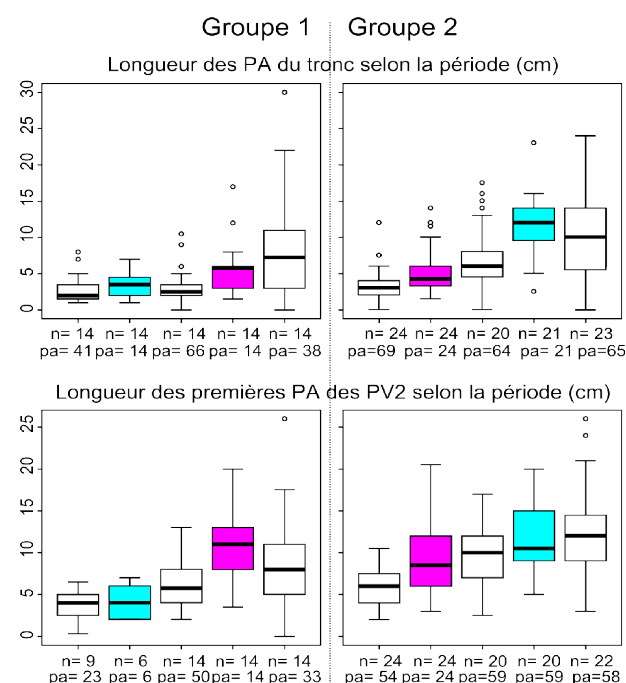 Groupe 1 Groupe 2
Longueur des PA du tronc selon la période (cm)
30
25
20
15
10
5
0
n= 14 n= 14 n= 14 n= 14 n= 14 n= 24 n= 24 n= 20 n= 21 n= 23
pa= 41 pa= 14 pa= 66 pa= 14 pa= 38 pa=69 pa= 24 pa=64 pa= 21 pa=65
Longueur des premières PA des PV2 selon la période (cm)
25
20
15
10
5
0
n= 9 n= 6 n= 14 n= 14 n= 14 n= 24 n= 24 n= 20 n= 20 n= 22
pa= 23 pa= 6 pa= 50 pa= 14 pa= 33 pa= 54 pa= 24 pa=59 pa=59 pa=58